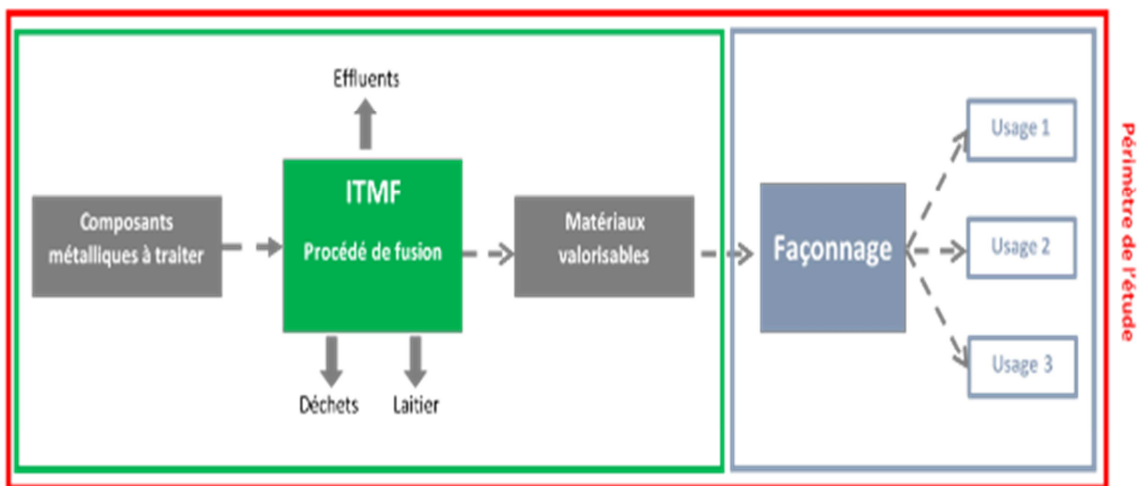 Effluents
Composants
métalliques à traiter
ITMF
Procédé de fusion
Matériaux
valorisables
Déchets
Laitier
Façonnage
Usage 1
Usage 2
Usage 3
Périmètre de l'étude